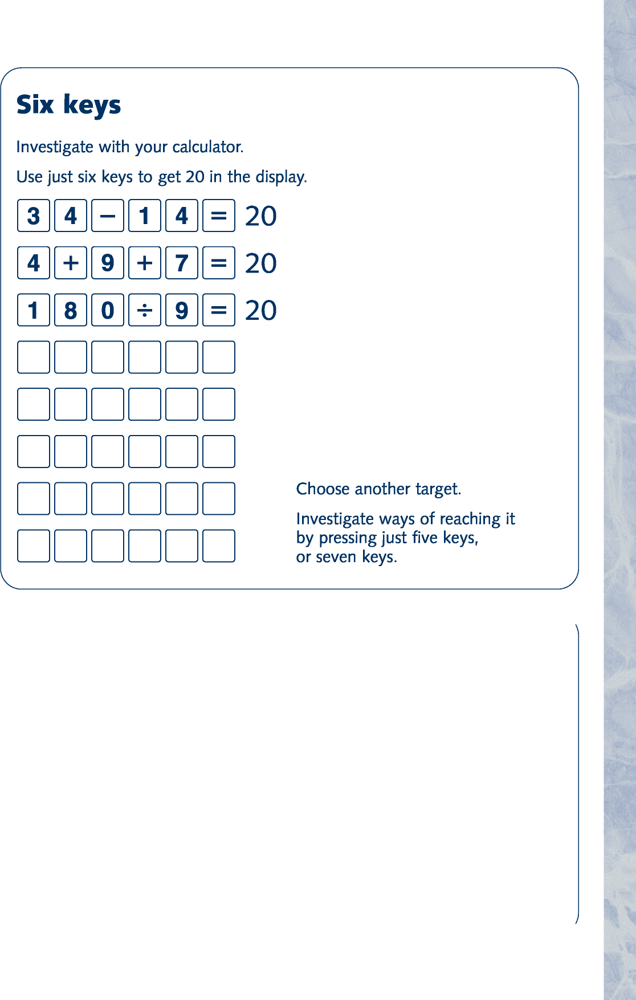 Six keys
Investigate with your calculator.
Use just six keys to get 20 in the display.
3 4 − 1 4 = 20
4 + 9 + 7 = 20
1 8 0 ÷ 9 = 20
Choose another target.
Investigate ways of reaching it
by pressing just five keys,
or seven keys.